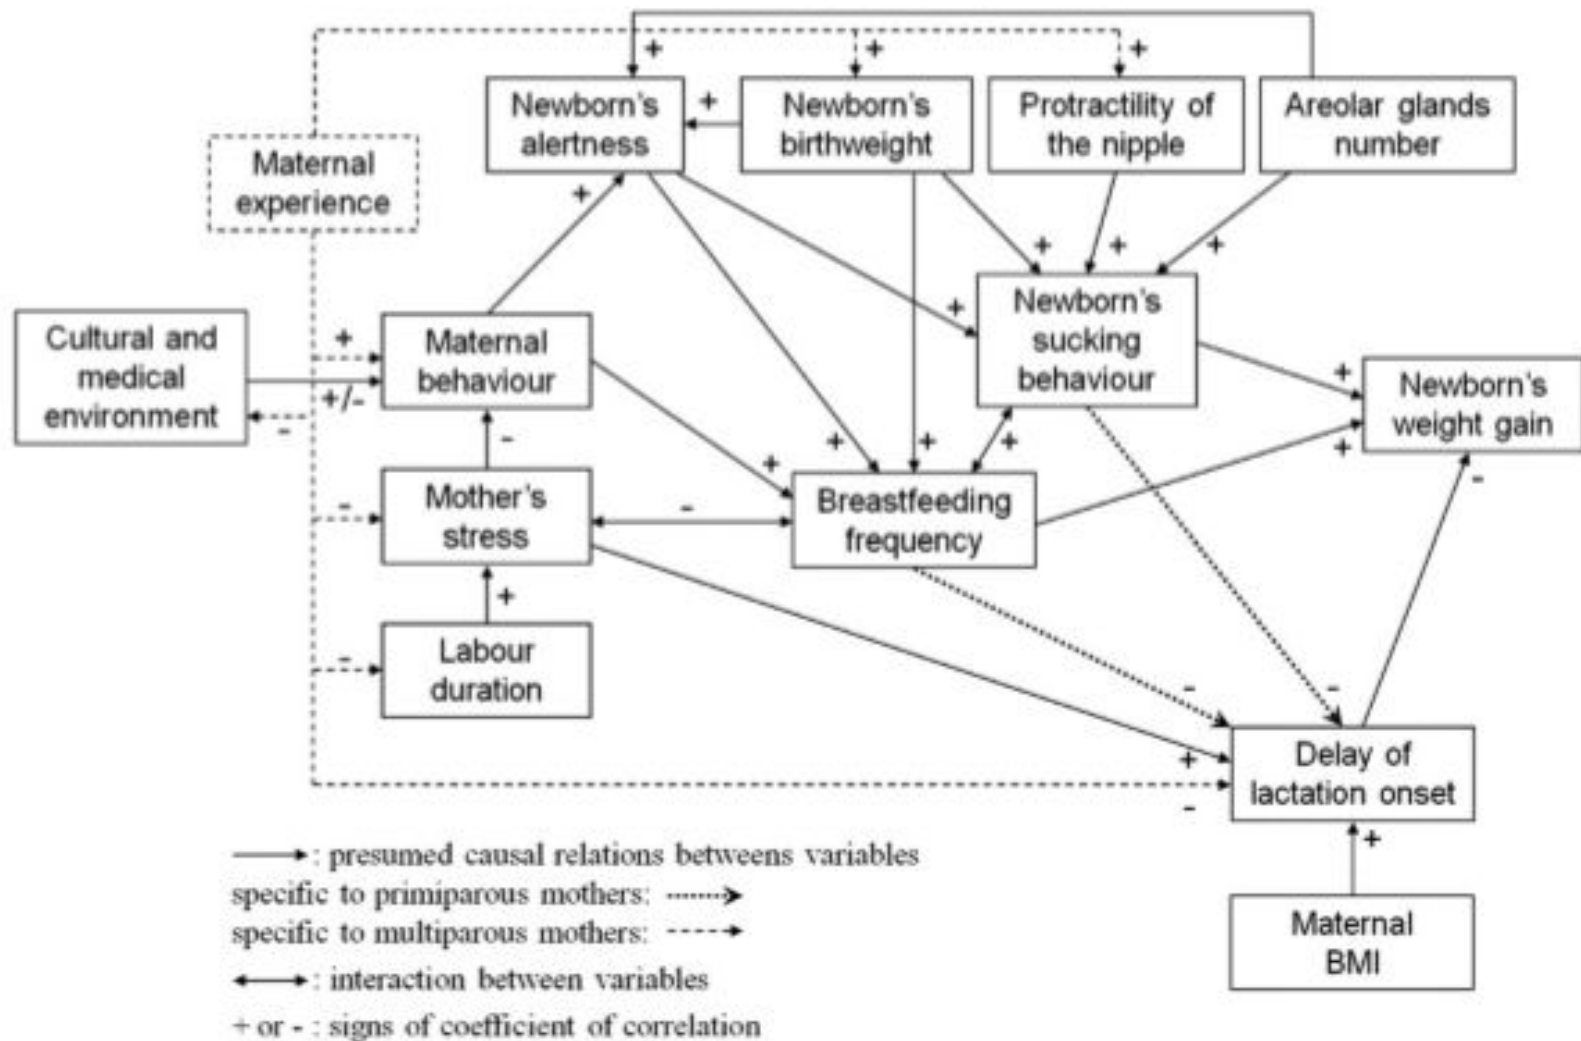 +
+
+
Newborn's
alertness
+
Newborn's
birthweight
Protractility of
the nipple
Areolar glands
number
Maternal
experience
+
+
+
+
Cultural and
medical
environment
+
+/-
-
Maternal
behaviour
+
Newborn's
sucking
behaviour
+
+
Newborn's
weight gain
-
-
+
+
+
+
-
Mother's
stress
-
Breastfeeding
frequency
+
-
Labour
duration
-
-
+
-
Delay of
lactation onset
+
Maternal
BMI
: presumed causal relations betweens variables
specific to primiparous mothers:
specific to multiparous mothers:
: interaction between variables
+ or - : signs of coefficient of correlation